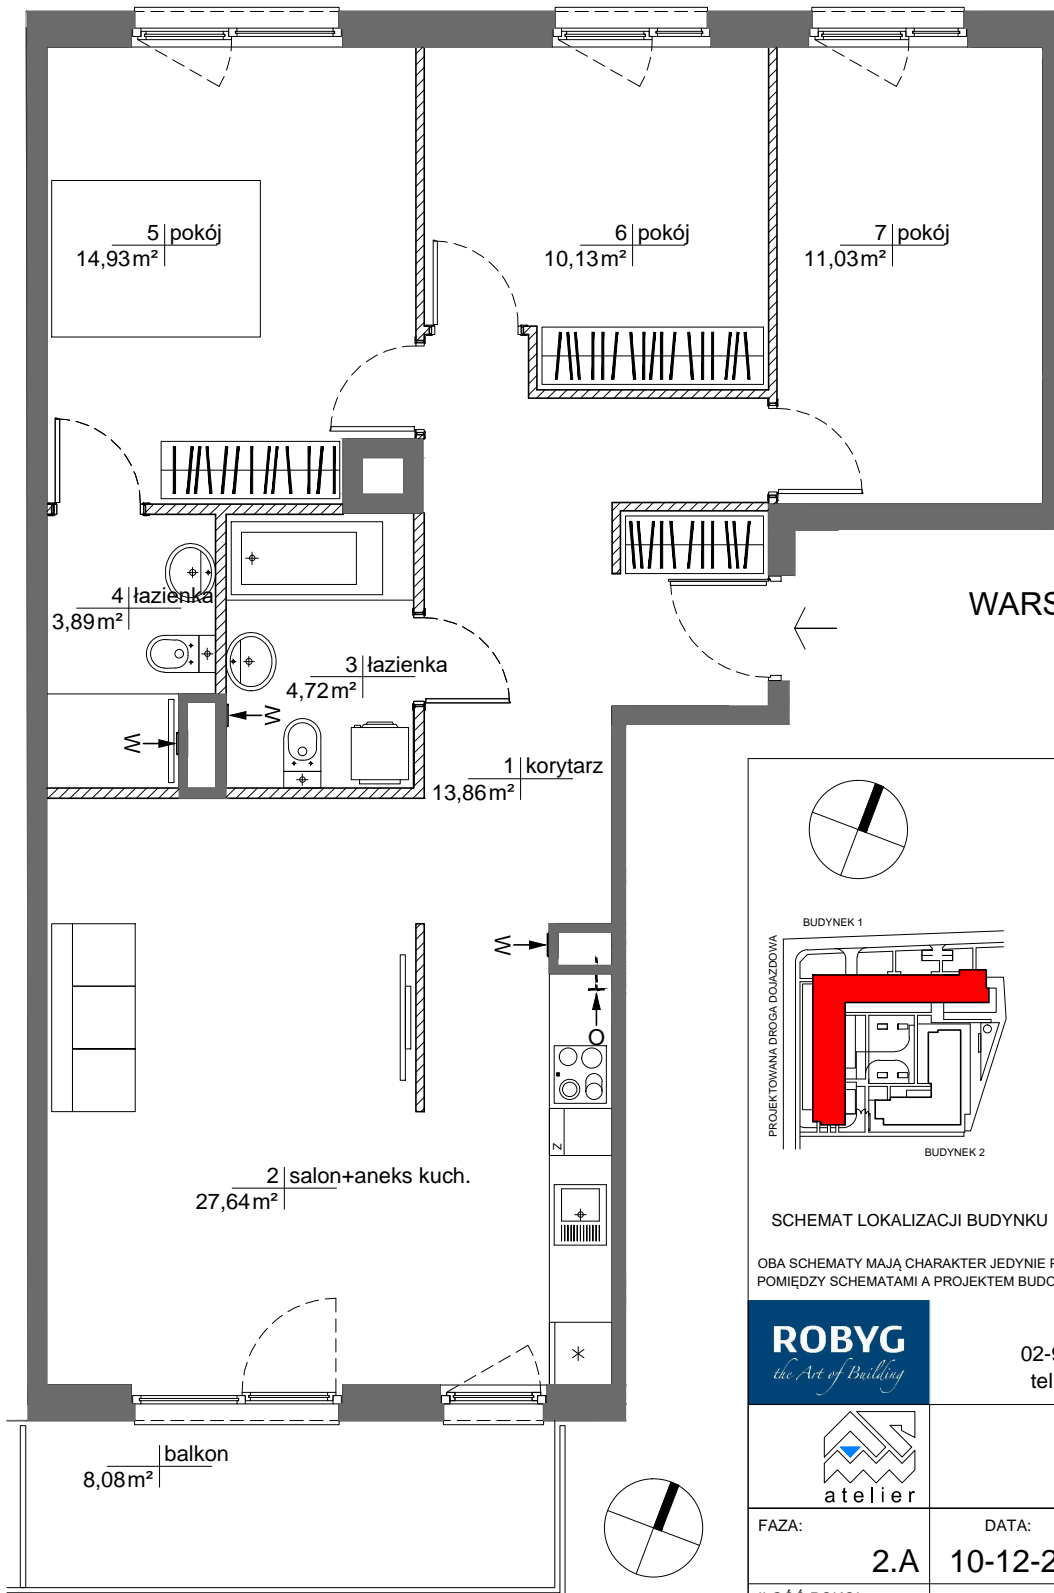 5 pokój
14,93m²
6 pokój
10,13m²
7 pokój
11,03m²
4 łazienka
3,89m²
3 łazienka
4,72m²
W
W
1 korytarz
13,86m²
W
O
Z
2 salon+aneks kuch.
27,64m²
balkon
8,08m²
WARS
BUDYNEK 1
PROJEKTOWANA DROGA DOJAZDOWA
BUDYNEK 2
SCHEMAT LOKALIZACJI BUDYNKU
OBA SCHEMATY MAJĄ CHARAKTER JEDYNIE
POMIĘDZY SCHEMATAMI A PROJEKTEM BUDO
ROBYG
the Art of Building
02-9
tel
atelier
FAZA:
2.A
DATA:
10-12-2